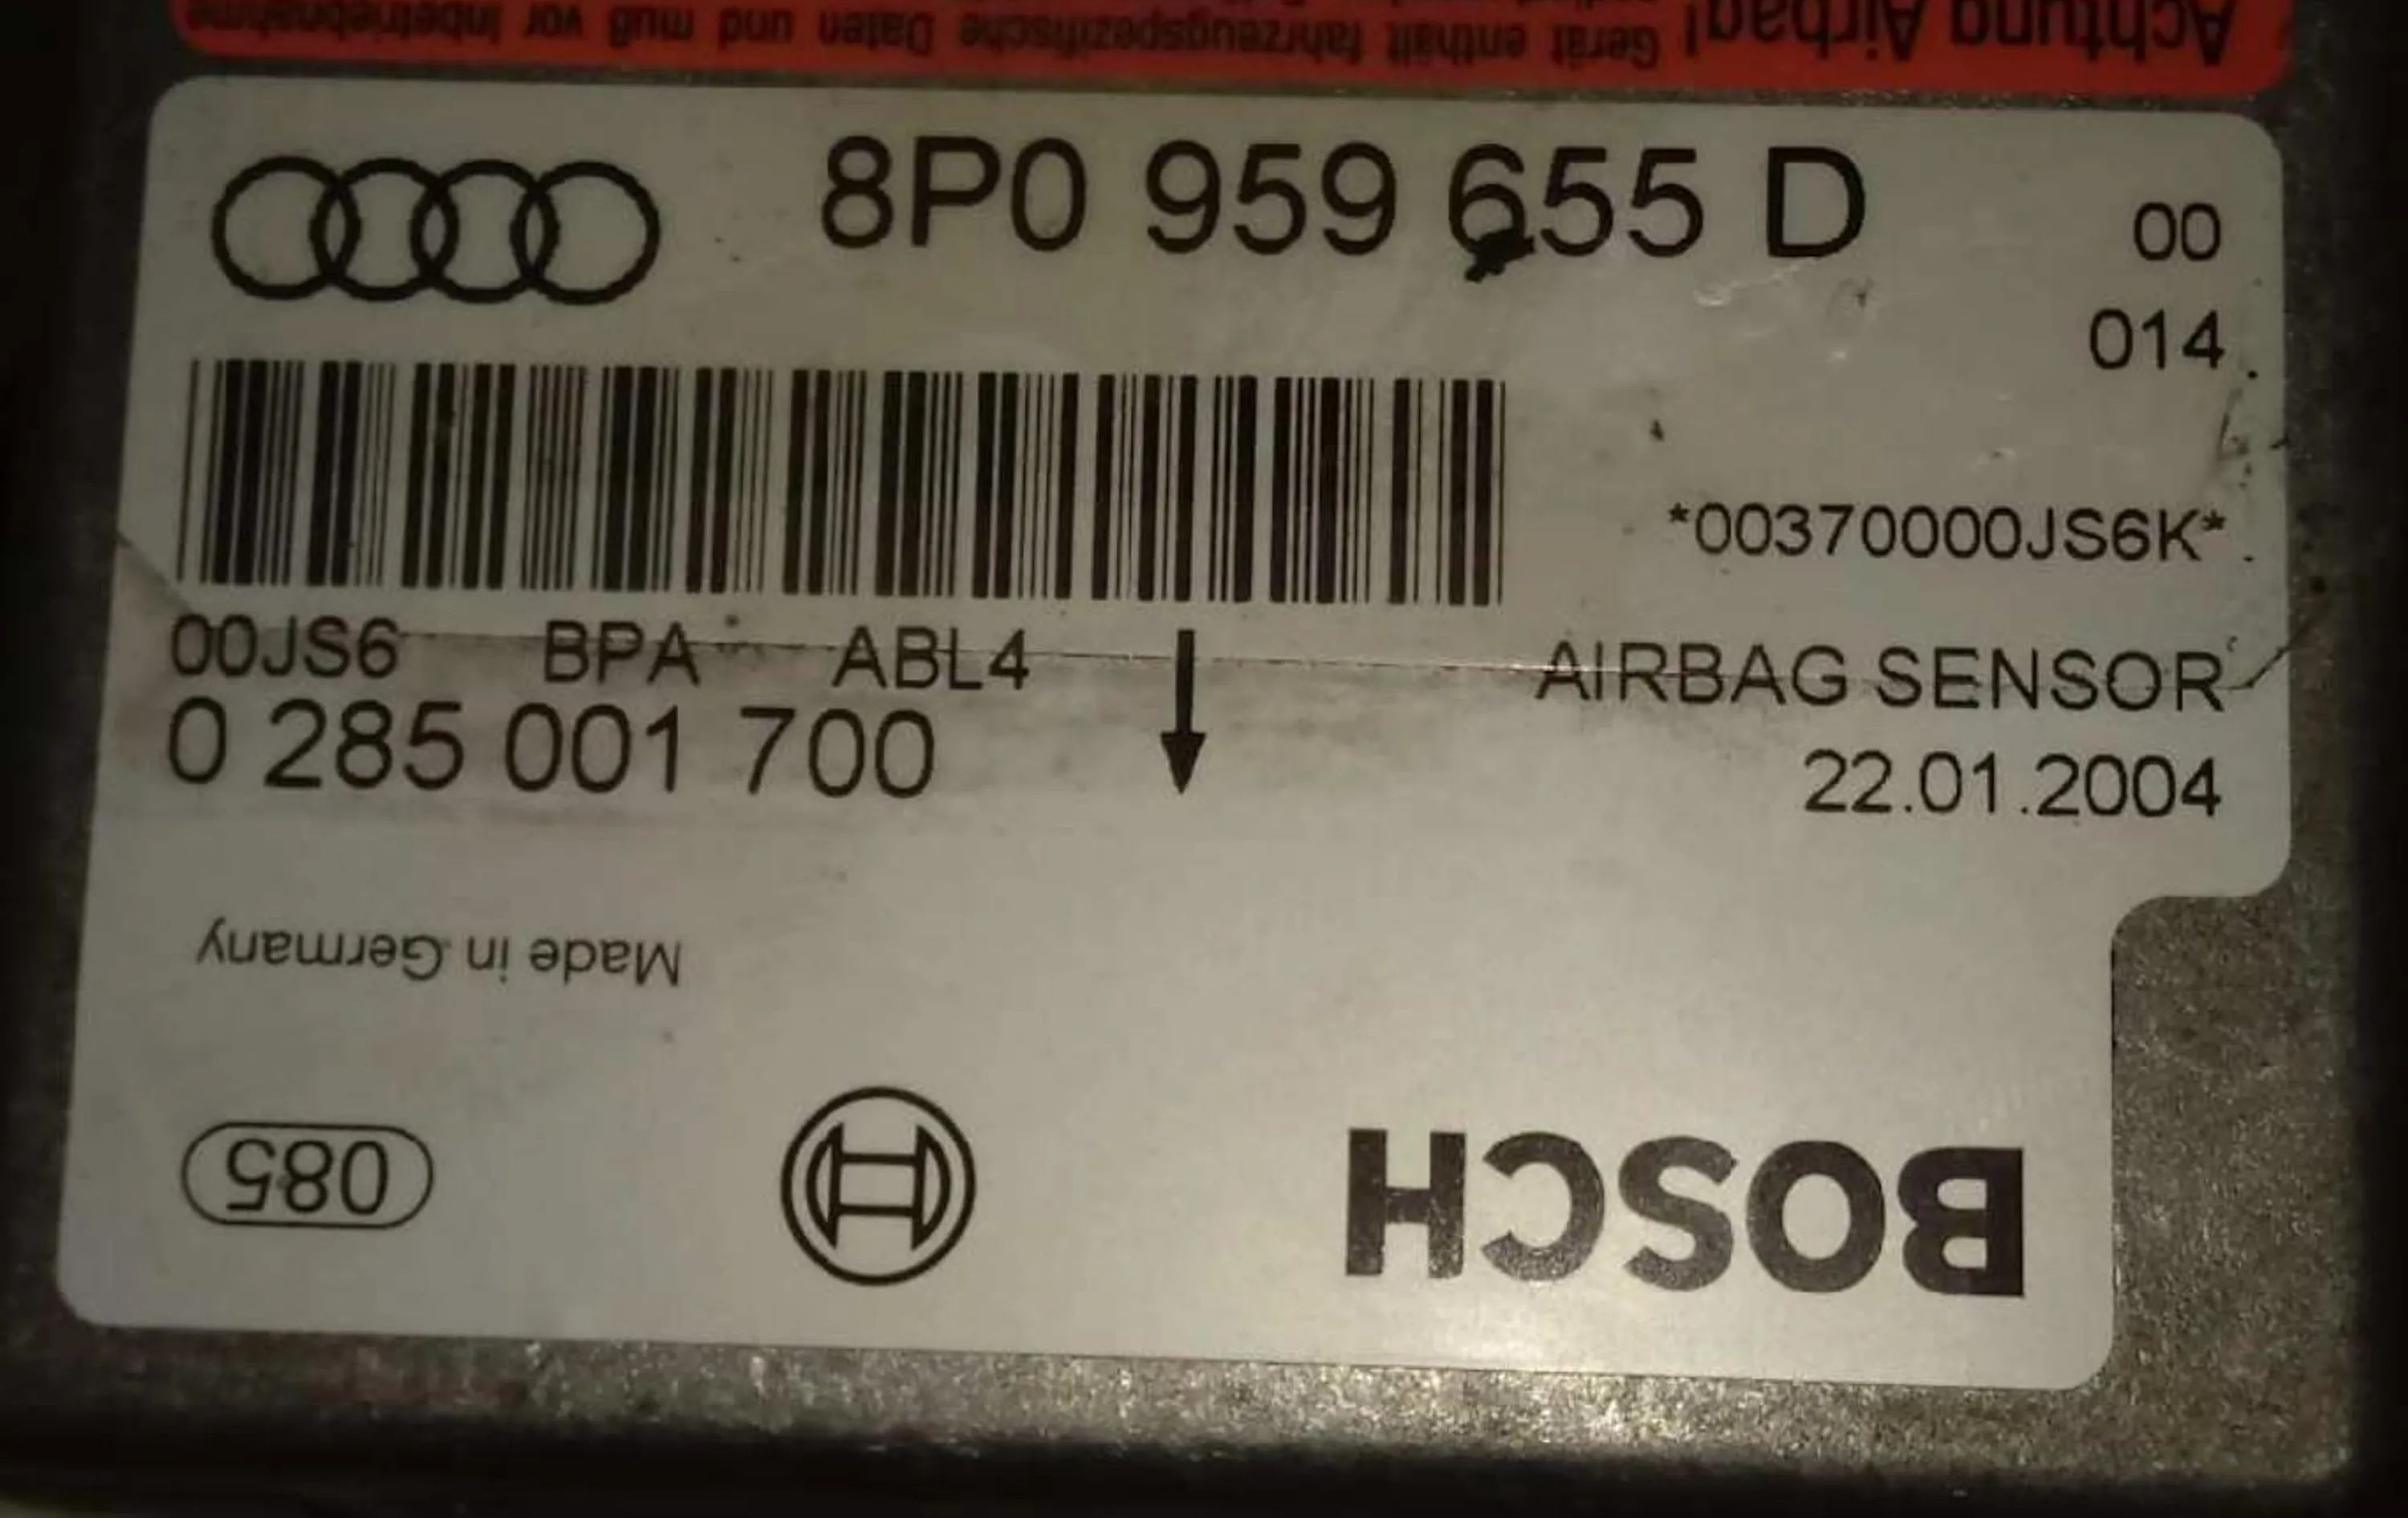 Achtung Airbag! Gerät enthält fahrzeugspezifische Daten und muß vor Inbetriebnahme
8P0 959 655 D
00
014
*00370000JS6K*
00JS6 BPA ABL4
AIRBAG SENSOR
0 285 001 700
22.01.2004
Made in Germany
085
BOSCH